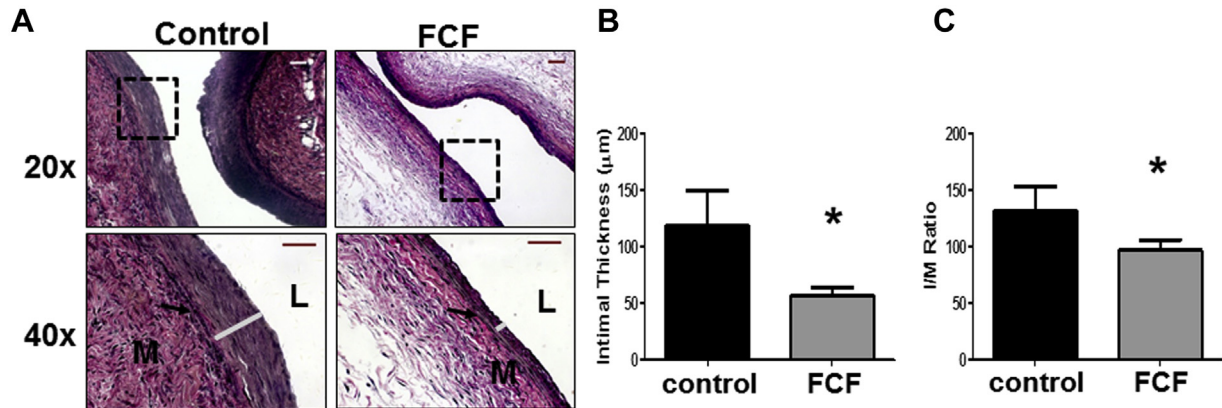 A
Control
FCF
20x
L
M
L
M
40x
B
Intimal Thickness (µm)
200
150
100
50
0
*
control
FCF
C
I/M Ratio
200
150
100
50
0
*
control
FCF